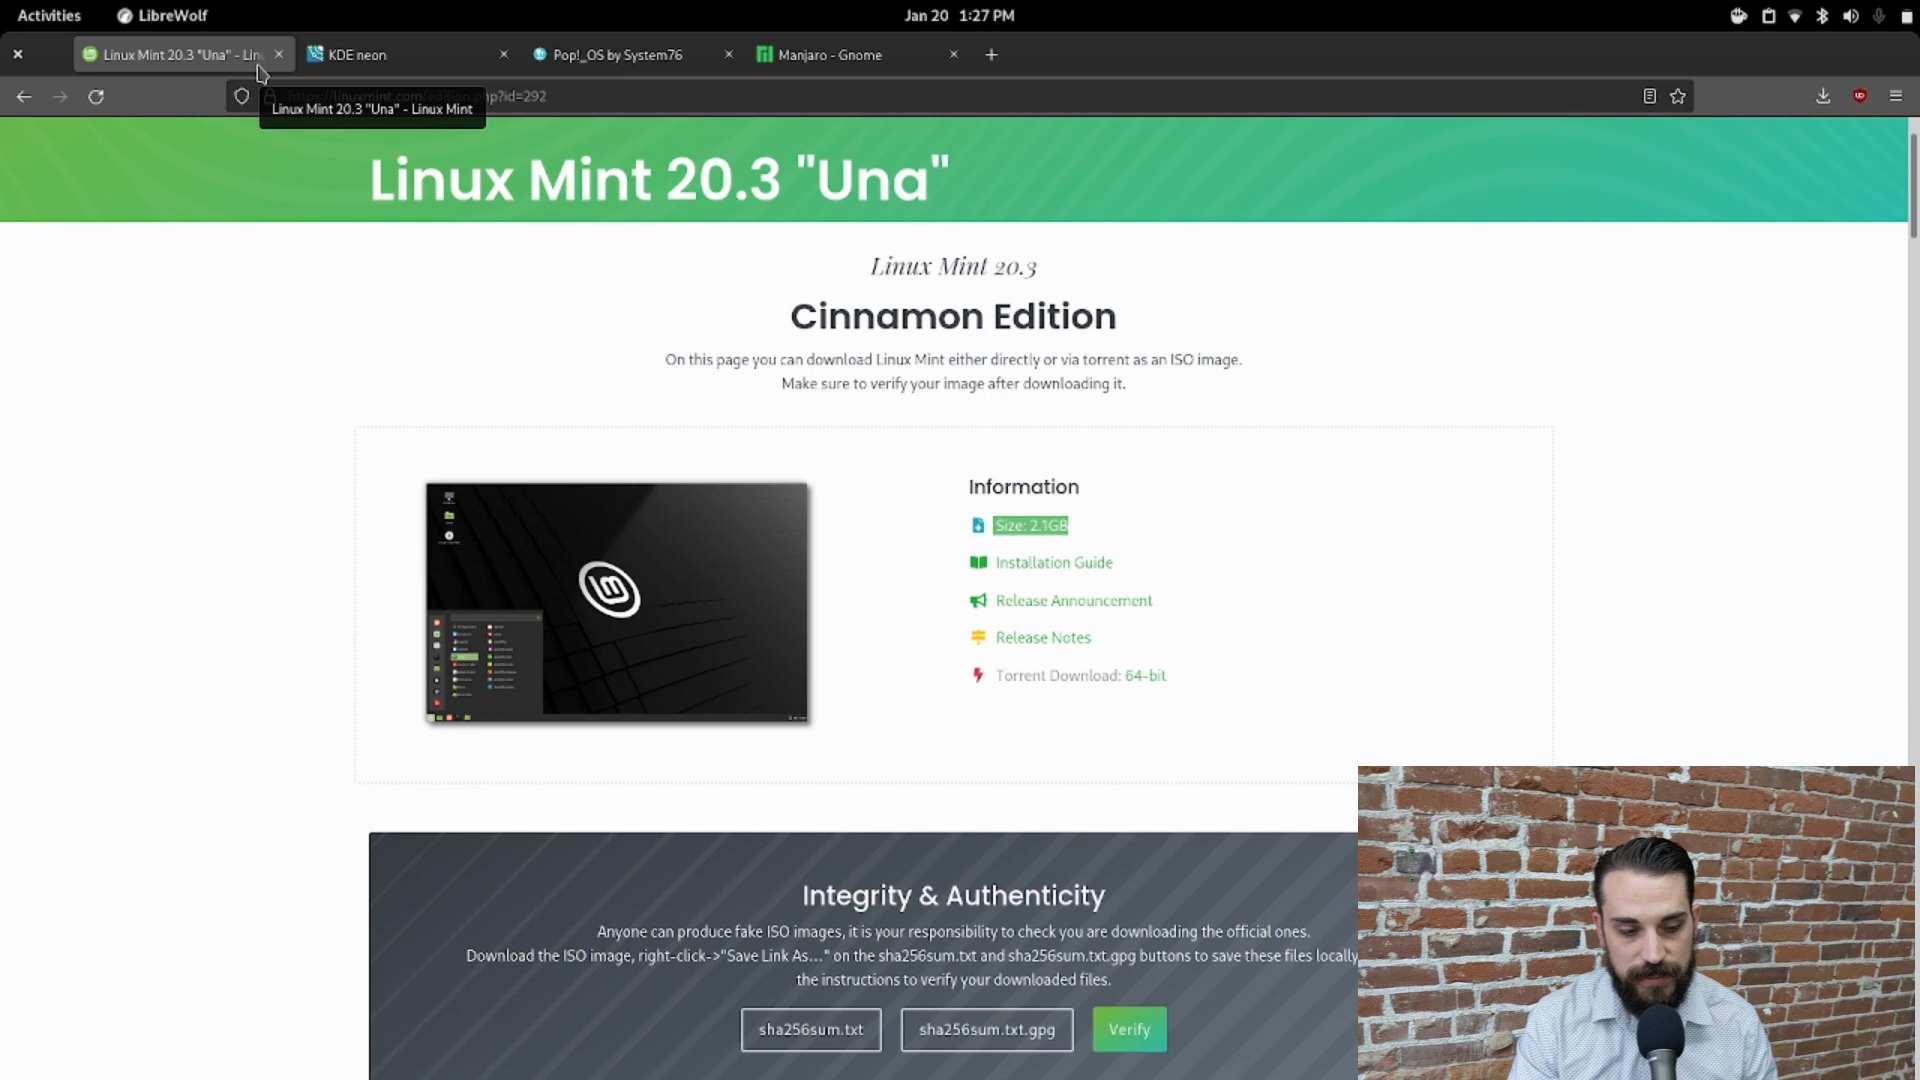 Activities LibreWolf Jan 20 1:27 PM
Linux Mint 20.3 "Una" - Lin KDE neon Pop!_OS by System76 Manjaro - Gnome
https://linuxmint.com/edition.php?id=292
Linux Mint 20.3 "Una" - Linux Mint
Linux Mint 20.3 "Una"
Linux Mint 20.3
Cinnamon Edition
On this page you can download Linux Mint either directly or via torrent as an ISO image.
Make sure to verify your image after downloading it.
Information
Size: 2.1GB
Installation Guide
Release Announcement
Release Notes
Torrent Download: 64-bit
Integrity & Authenticity
Anyone can produce fake ISO images, it is your responsibility to check you are downloading the official ones.
Download the ISO image, right-click->"Save Link As..." on the sha256sum.txt and sha256sum.txt.gpg buttons to save these files locally
the instructions to verify your downloaded files.
sha256sum.txt sha256sum.txt.gpg Verify